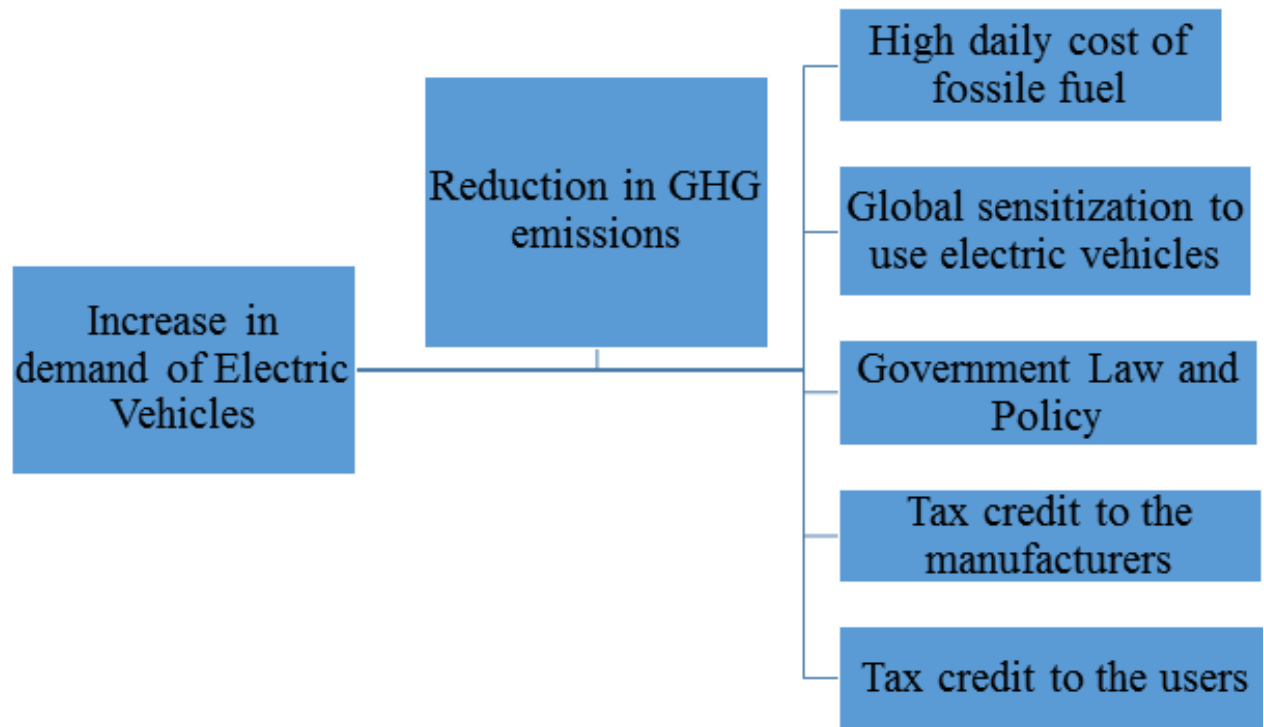 High daily cost of
fossile fuel
Reduction in GHG
emissions
Global sensitization to
use electric vehicles
Increase in
demand of Electric
Vehicles
Government Law and
Policy
Tax credit to the
manufacturers
Tax credit to the users